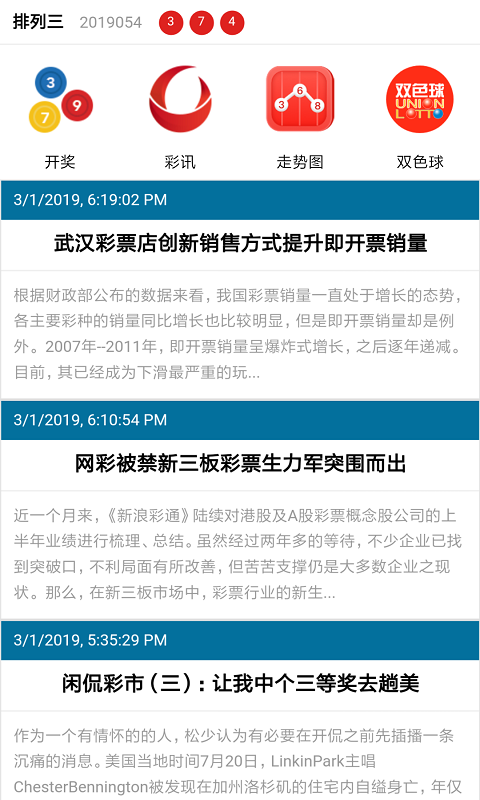 排列三 2019054 3 7 4
3 7 9
3 6 8
双色球
UNION
LOTTO
开奖 彩讯 走势图 双色球
3/1/2019, 6:19:02 PM
武汉彩票店创新销售方式提升即开票销量
根据财政部公布的数据来看，我国彩票销量一直处于增长的态势，
各主要彩种的销量同比增长也比较明显，但是即开票销量却是例
外。2007年--2011年，即开票销量呈爆炸式增长，之后逐年递减。
目前，其已经成为下滑最严重的玩...
3/1/2019, 6:10:54 PM
网彩被禁新三板彩票生力军突围而出
近一个月来，《新浪彩通》陆续对港股及A股彩票概念股公司的上
半年业绩进行梳理、总结。虽然经过两年多的等待，不少企业已找
到突破口，不利局面有所改善，但苦苦支撑仍是大多数企业之现
状。那么，在新三板市场中，彩票行业的新生...
3/1/2019, 5:35:29 PM
闲侃彩市（三）：让我中个三等奖去趟美
作为一个有情怀的的人，松少认为有必要在开侃之前先插播一条
沉痛的消息。美国当地时间7月20日，LinkinPark主唱
ChesterBennington被发现在加州洛杉矶的住宅内自缢身亡，年仅